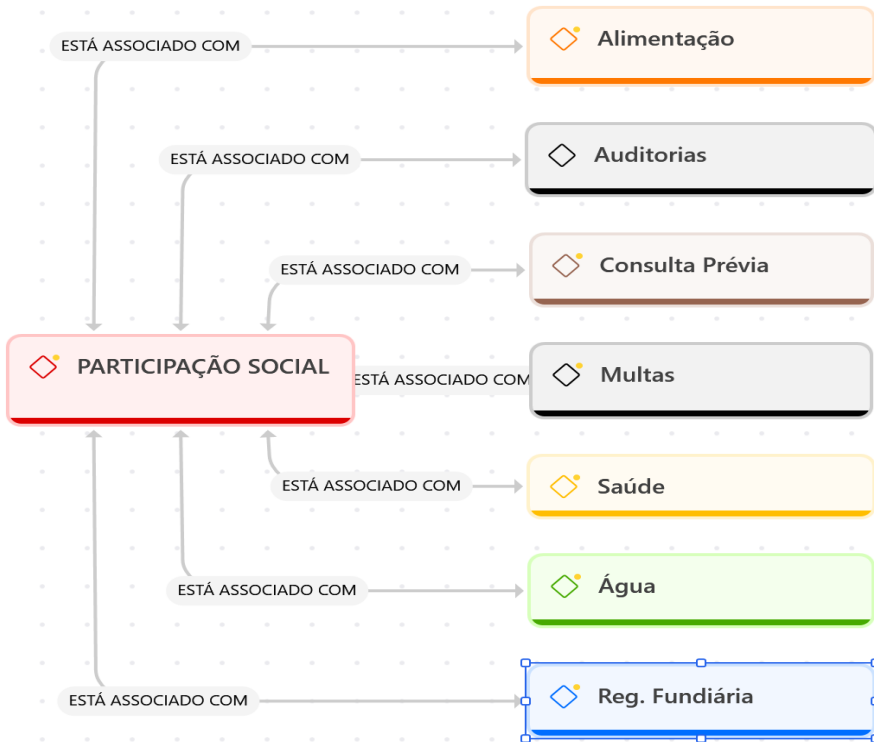 ESTÁ ASSOCIADO COM
Alimentação
ESTÁ ASSOCIADO COM
Auditorias
ESTÁ ASSOCIADO COM
Consulta Prévia
PARTICIPAÇÃO SOCIAL
ESTÁ ASSOCIADO COM
Multas
ESTÁ ASSOCIADO COM
Saúde
ESTÁ ASSOCIADO COM
Água
ESTÁ ASSOCIADO COM
Reg. Fundiária